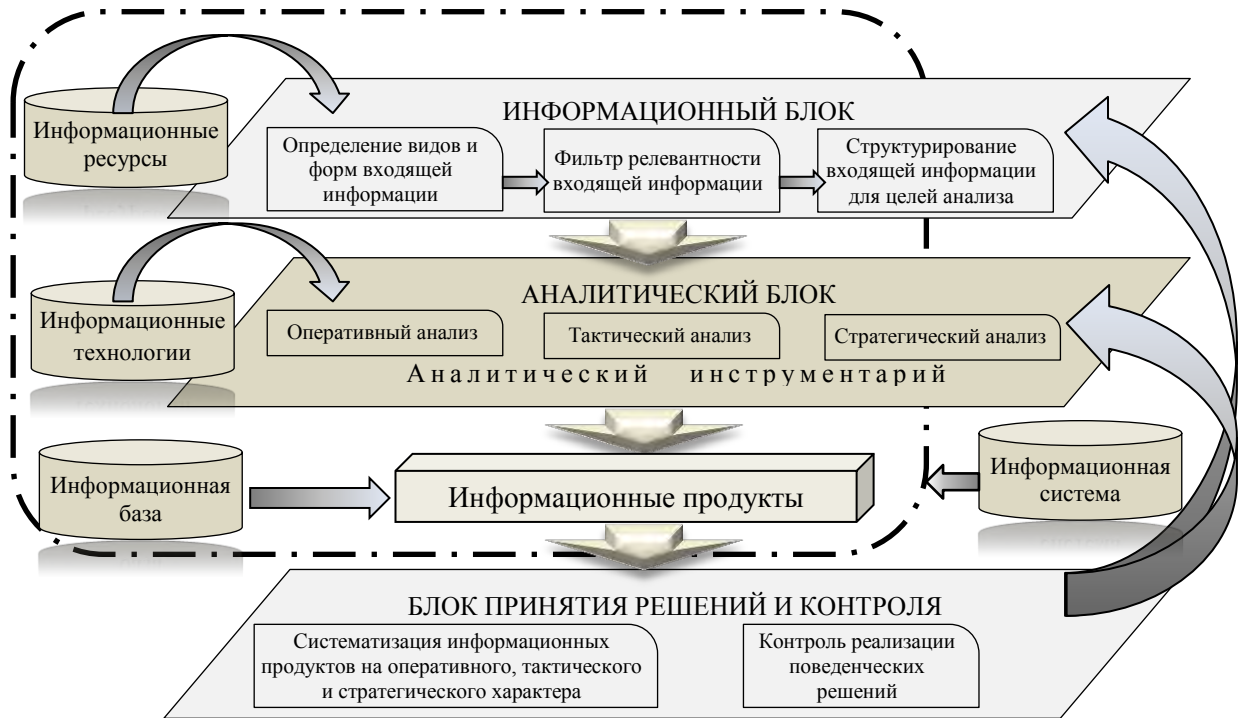 ИНФОРМАЦИОННЫЙ БЛОК
Информационные
ресурсы
Определение видов и
форм входящей
информации
Фильтр релевантности
входящей информации
Структурирование
входящей информации
для целей анализа
АНАЛИТИЧЕСКИЙ БЛОК
Информационные
технологии
Оперативный анализ
Тактический анализ
Стратегический анализ
Аналитический инструментарий
Информационная
база
Информационные продукты
Информационная
система
БЛОК ПРИНЯТИЯ РЕШЕНИЙ И КОНТРОЛЯ
Систематизация информационных
продуктов на оперативного, тактического
и стратегического характера
Контроль реализации
поведенческих
решений